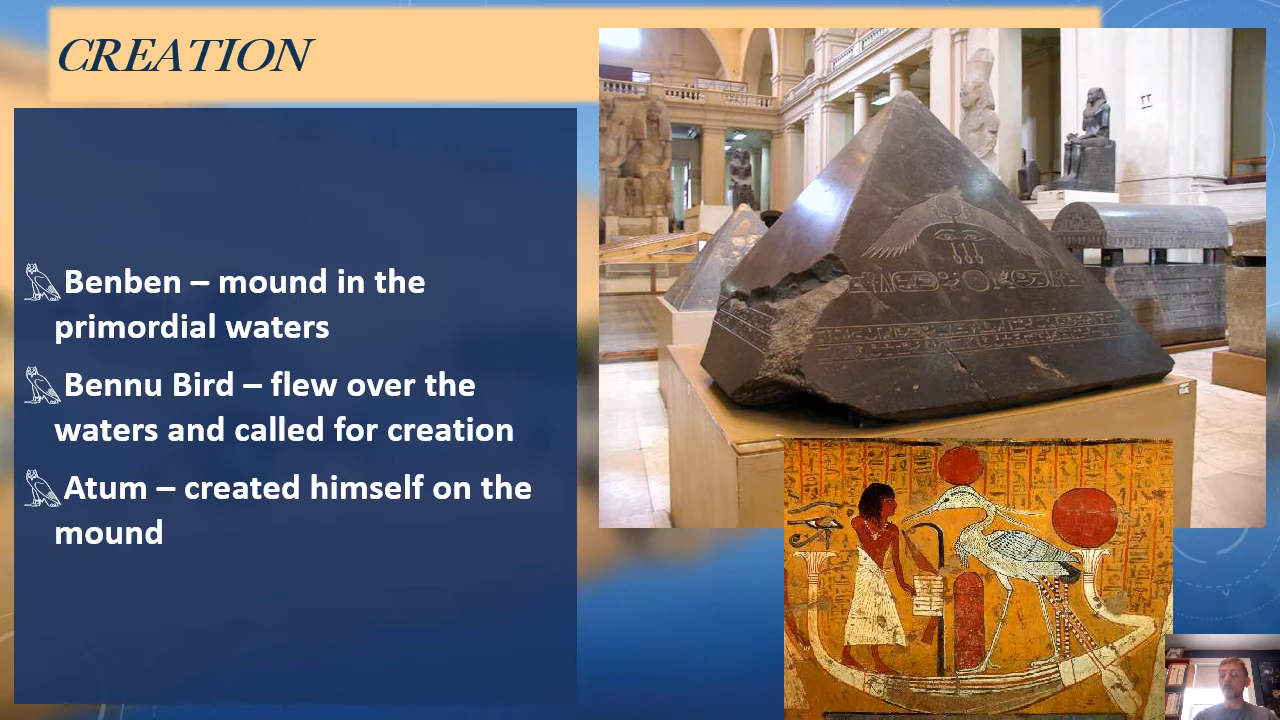 CREATION
Benben – mound in the
primordial waters
Bennu Bird – flew over the
waters and called for creation
Atum – created himself on the
mound